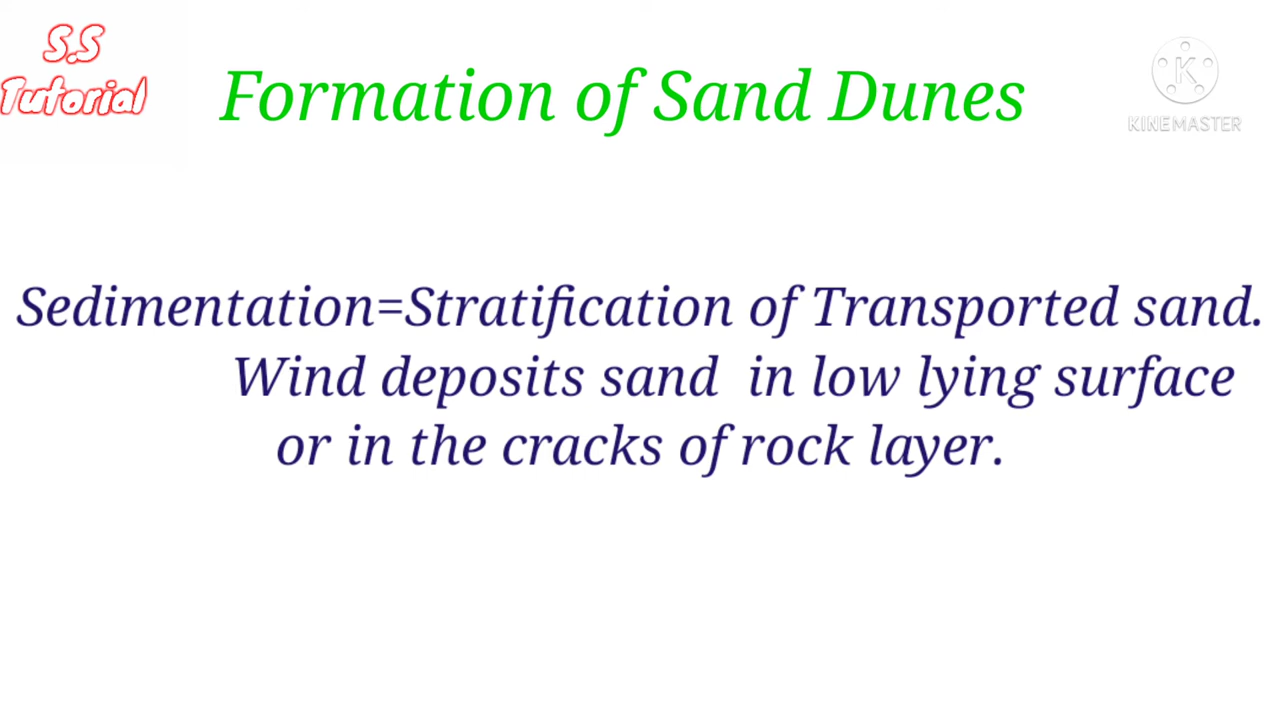 S.S
Tutorial
Formation of Sand Dunes
KINEMASTER
Sedimentation=Stratification of Transported sand.
Wind deposits sand in low lying surface
or in the cracks of rock layer.